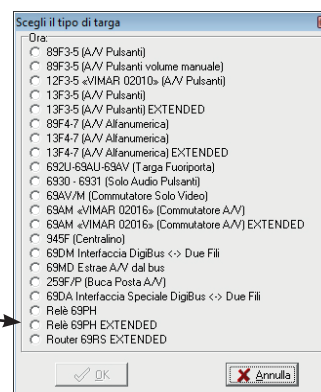 Scegli il tipo di targa
Ora:
89F3-5 (A/V Pulsanti)
89F3-5 (A/V Pulsanti volume manuale)
12F3-5 «VIMAR 02010» (A/V Pulsanti)
13F3-5 (A/V Pulsanti)
13F3-5 (A/V Pulsanti) EXTENDED
89F4-7 (A/V Alfanumerica)
13F4-7 (A/V Alfanumerica)
13F4-7 (A/V Alfanumerica) EXTENDED
692U-69AU-69AV (Targa Fuoriporta)
6930 - 6931 (Solo Audio Pulsanti)
69AV/M (Commutatore Solo Video)
69AM «VIMAR 02016» (Commutatore A/V)
69AM «VIMAR 02016» (Commutatore A/V) EXTENDED
945F (Centralino)
69DM Interfaccia DigiBus <-> Due Fili
69MD Estrae A/V dal bus
259F/P (Buca Posta A/V)
69DA Interfaccia Speciale DigiBus <-> Due Fili
Relè 69PH
Relè 69PH EXTENDED
Router 69RS EXTENDED
OK
Annulla